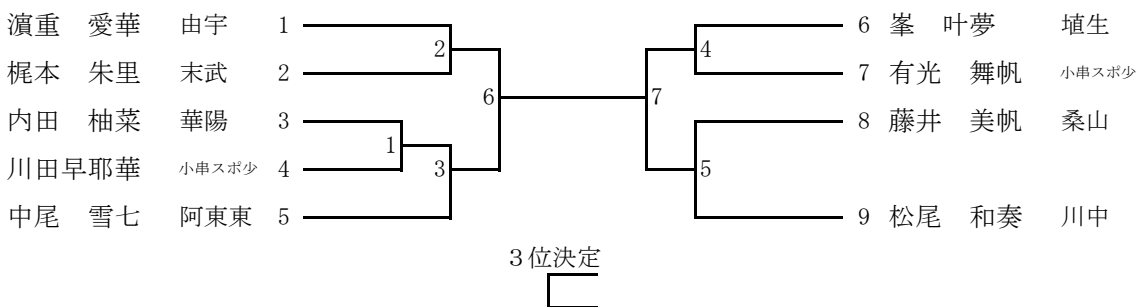 濵重 愛華 由宇 1
梶本 朱里 末武 2
内田 柚菜 華陽 3
川田早耶華 小串スポ少 4
中尾 雪七 阿東東 5
2
1
3
6
7
4
5
6 峯 叶夢 埴生
7 有光 舞帆 小串スポ少
8 藤井 美帆 桑山
9 松尾 和奏 川中
3位決定